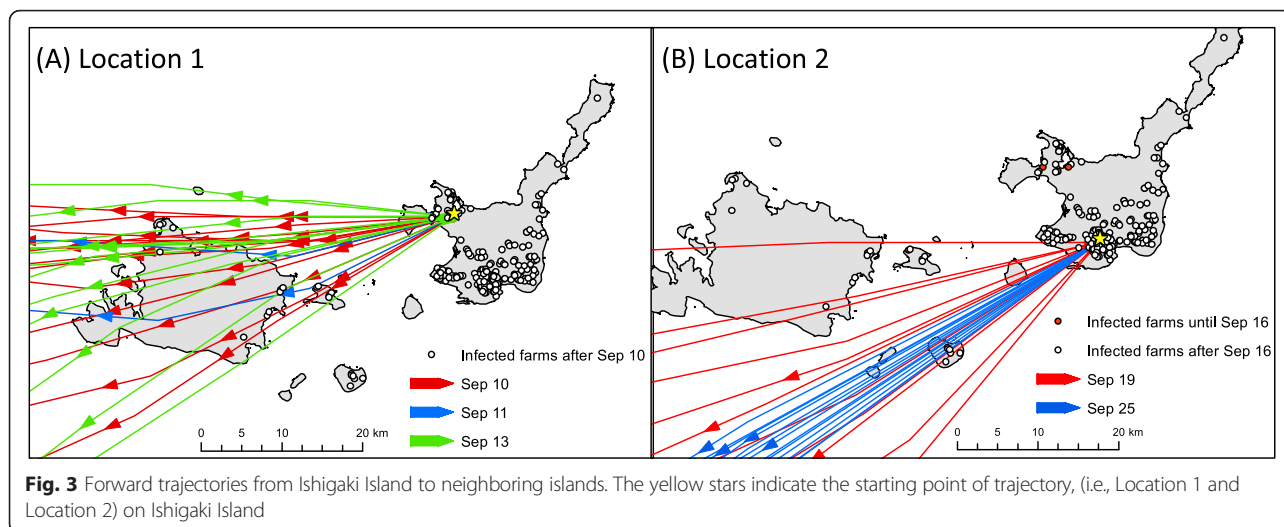 (A) Location 1
Infected farms after Sep 10
Sep 10
Sep 11
Sep 13
0 5 10 20 km
(B) Location 2
Infected farms until Sep 16
Infected farms after Sep 16
Sep 19
Sep 25
0 5 10 20 km
Fig. 3 Forward trajectories from Ishigaki Island to neighboring islands. The yellow stars indicate the starting point of trajectory, (i.e., Location 1 and
Location 2) on Ishigaki Island